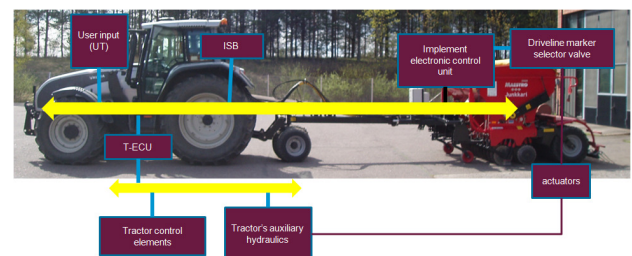 User input
(UT)
ISB
Implement
electronic control
unit
Driveline marker
selector valve
T-ECU
actuators
Tractor control
elements
Tractor's auxiliary
hydraulics
Junkkari